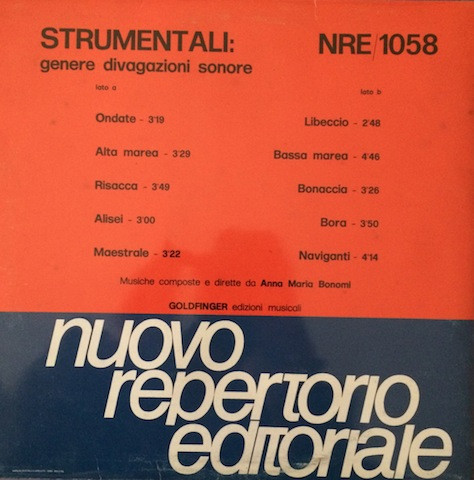 STRUMENTALI:
genere divagazioni sonore
NRE/1058
lato a
Ondate - 3'19
Alta marea - 3'29
Risacca - 3'49
Alisei - 3'00
Maestrale - 3'22
lato b
Libeccio - 2'48
Bassa marea - 4'46
Bonaccia - 3'26
Bora - 3'50
Naviganti - 4'14
Musiche composte e dirette da Anna Maria Bonomi
GOLDFINGER edizioni musicali
nuovo
repertorio
editoriale